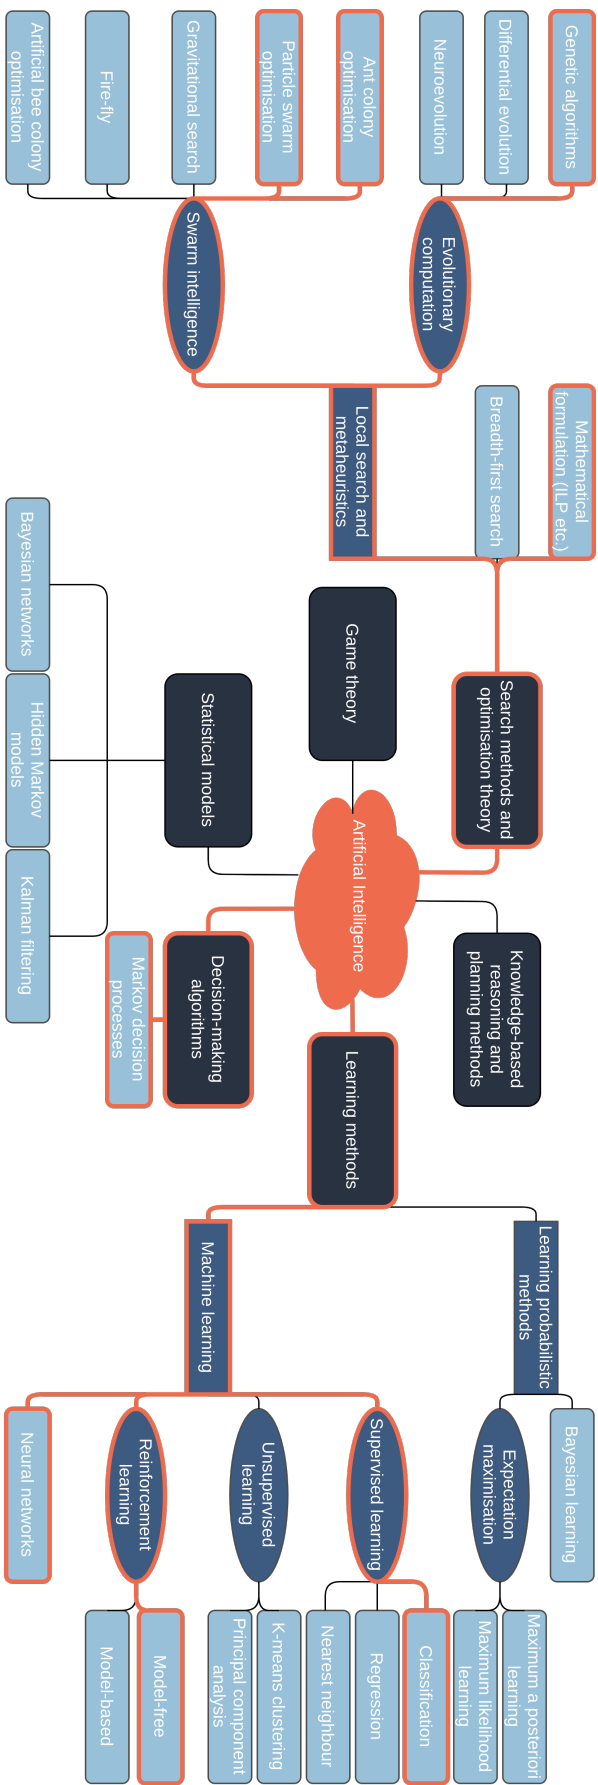 Genetic algorithms
Differential evolution
Neuroevolution
Ant colony
optimisation
Particle swarm
optimisation
Gravitational search
Fire-fly
Artificial bee colony
optimisation
Evolutionary
computation
Swarm intelligence
Mathematical
formulation (ILP etc.)
Breadth-first search
Local search and
metaheuristics
Search methods and
optimisation theory
Game theory
Statistical models
Bayesian networks
Hidden Markov
models
Kalman filtering
Artificial Intelligence
Knowledge-based
reasoning and
planning methods
Decision-making
algorithms
Markov decision
processes
Learning methods
Learning probabilistic
methods
Machine learning
Bayesian learning
Expectation
maximisation
Supervised learning
Unsupervised
learning
Reinforcement
learning
Neural networks
Maximum a posteriori
learning
Maximum likelihood
learning
Classification
Regression
Nearest neighbour
K-means clustering
Principal component
analysis
Model-free
Model-based